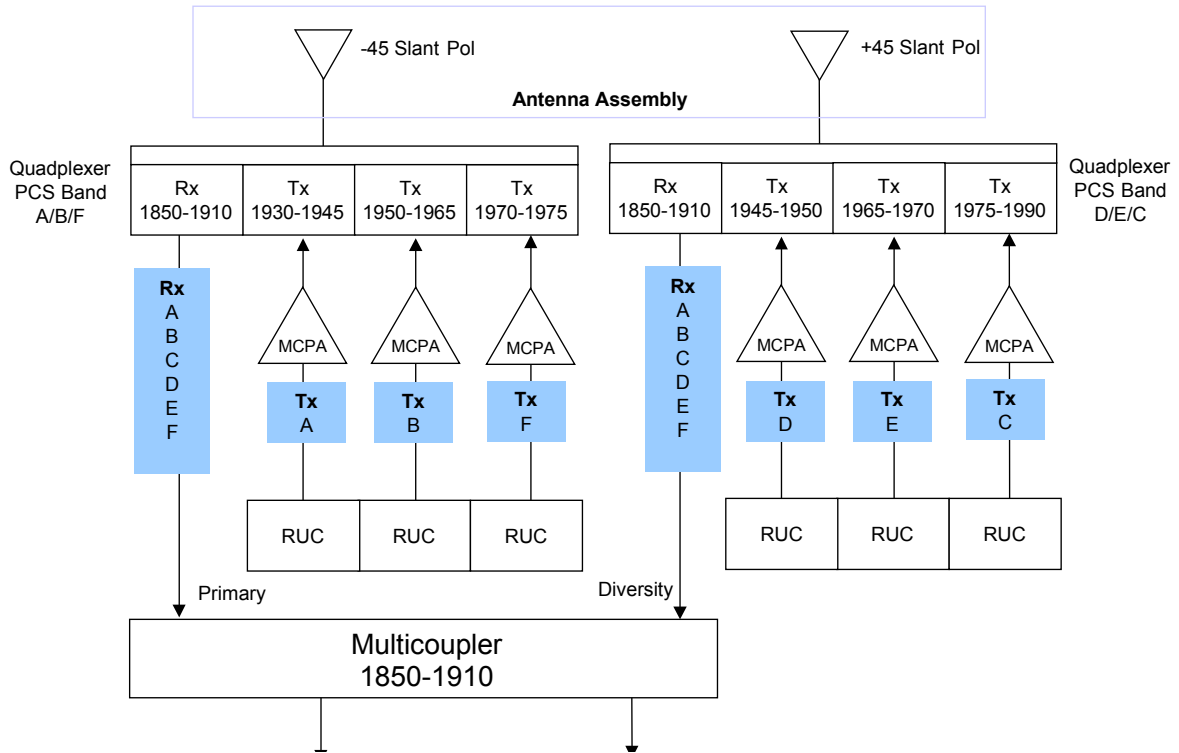 -45 Slant Pol
+45 Slant Pol
Antenna Assembly
Quadplexer
PCS Band
A/B/F
Rx
1850-1910
Tx
1930-1945
Tx
1950-1965
Tx
1970-1975
Rx
1850-1910
Tx
1945-1950
Tx
1965-1970
Tx
1975-1990
Quadplexer
PCS Band
D/E/C
Rx
A
B
C
D
E
F
MCPA
MCPA
MCPA
Tx
A
Tx
B
Tx
F
RUC
RUC
RUC
Rx
A
B
C
D
E
F
MCPA
MCPA
MCPA
Tx
D
Tx
E
Tx
C
RUC
RUC
RUC
Primary
Diversity
Multicoupler
1850-1910